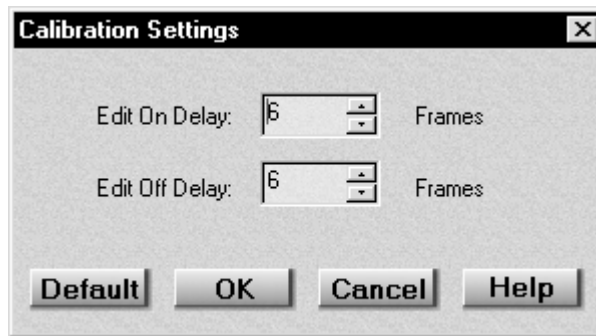 Calibration Settings
Edit On Delay: 6 Frames
Edit Off Delay: 6 Frames
Default OK Cancel Help